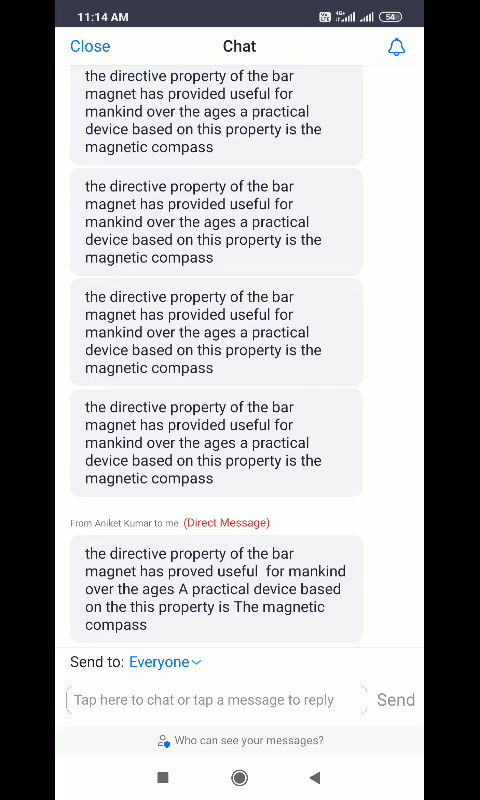 11:14 AM
4G+
54
Close
Chat
the directive property of the bar
magnet has provided useful for
mankind over the ages a practical
device based on this property is the
magnetic compass
the directive property of the bar
magnet has provided useful for
mankind over the ages a practical
device based on this property is the
magnetic compass
the directive property of the bar
magnet has provided useful for
mankind over the ages a practical
device based on this property is the
magnetic compass
the directive property of the bar
magnet has provided useful for
mankind over the ages a practical
device based on this property is the
magnetic compass
From Aniket Kumar to me (Direct Message)
the directive property of the bar
magnet has proved useful  for mankind
over the ages A practical device based
on the this property is The magnetic
compass
Send to: Everyone
Tap here to chat or tap a message to reply
Send
Who can see your messages?